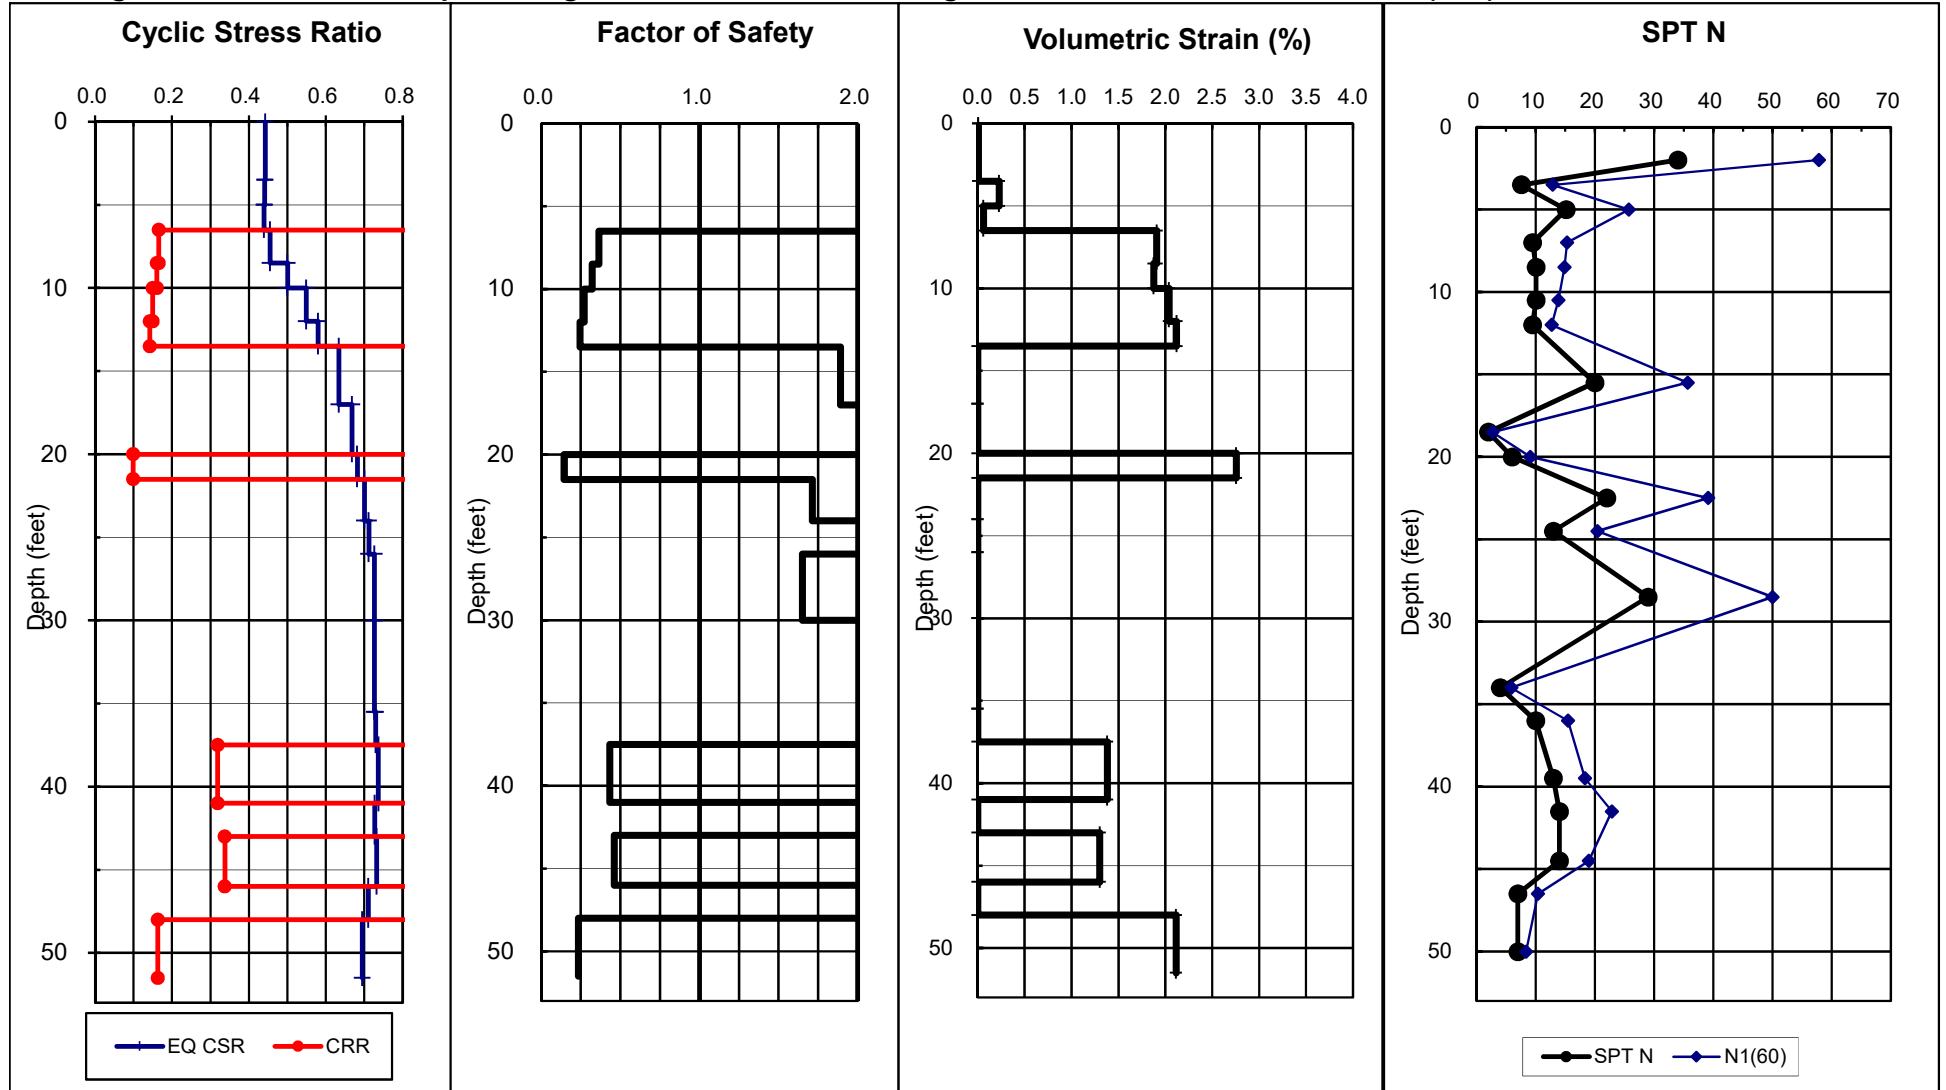 Cyclic Stress Ratio
0.0 0.2 0.4 0.6 0.8
0
10
20
30
40
50
Depth (feet)
EQ CSR CRR
Factor of Safety
0.0 1.0 2.0
0
10
20
30
40
50
Depth (feet)
Volumetric Strain (%)
0.0 0.5 1.0 1.5 2.0 2.5 3.0 3.5 4.0
0
10
20
30
40
50
Depth (feet)
SPT N
0 10 20 30 40 50 60 70
0
10
20
30
40
50
Depth (feet)
SPT N N1(60)